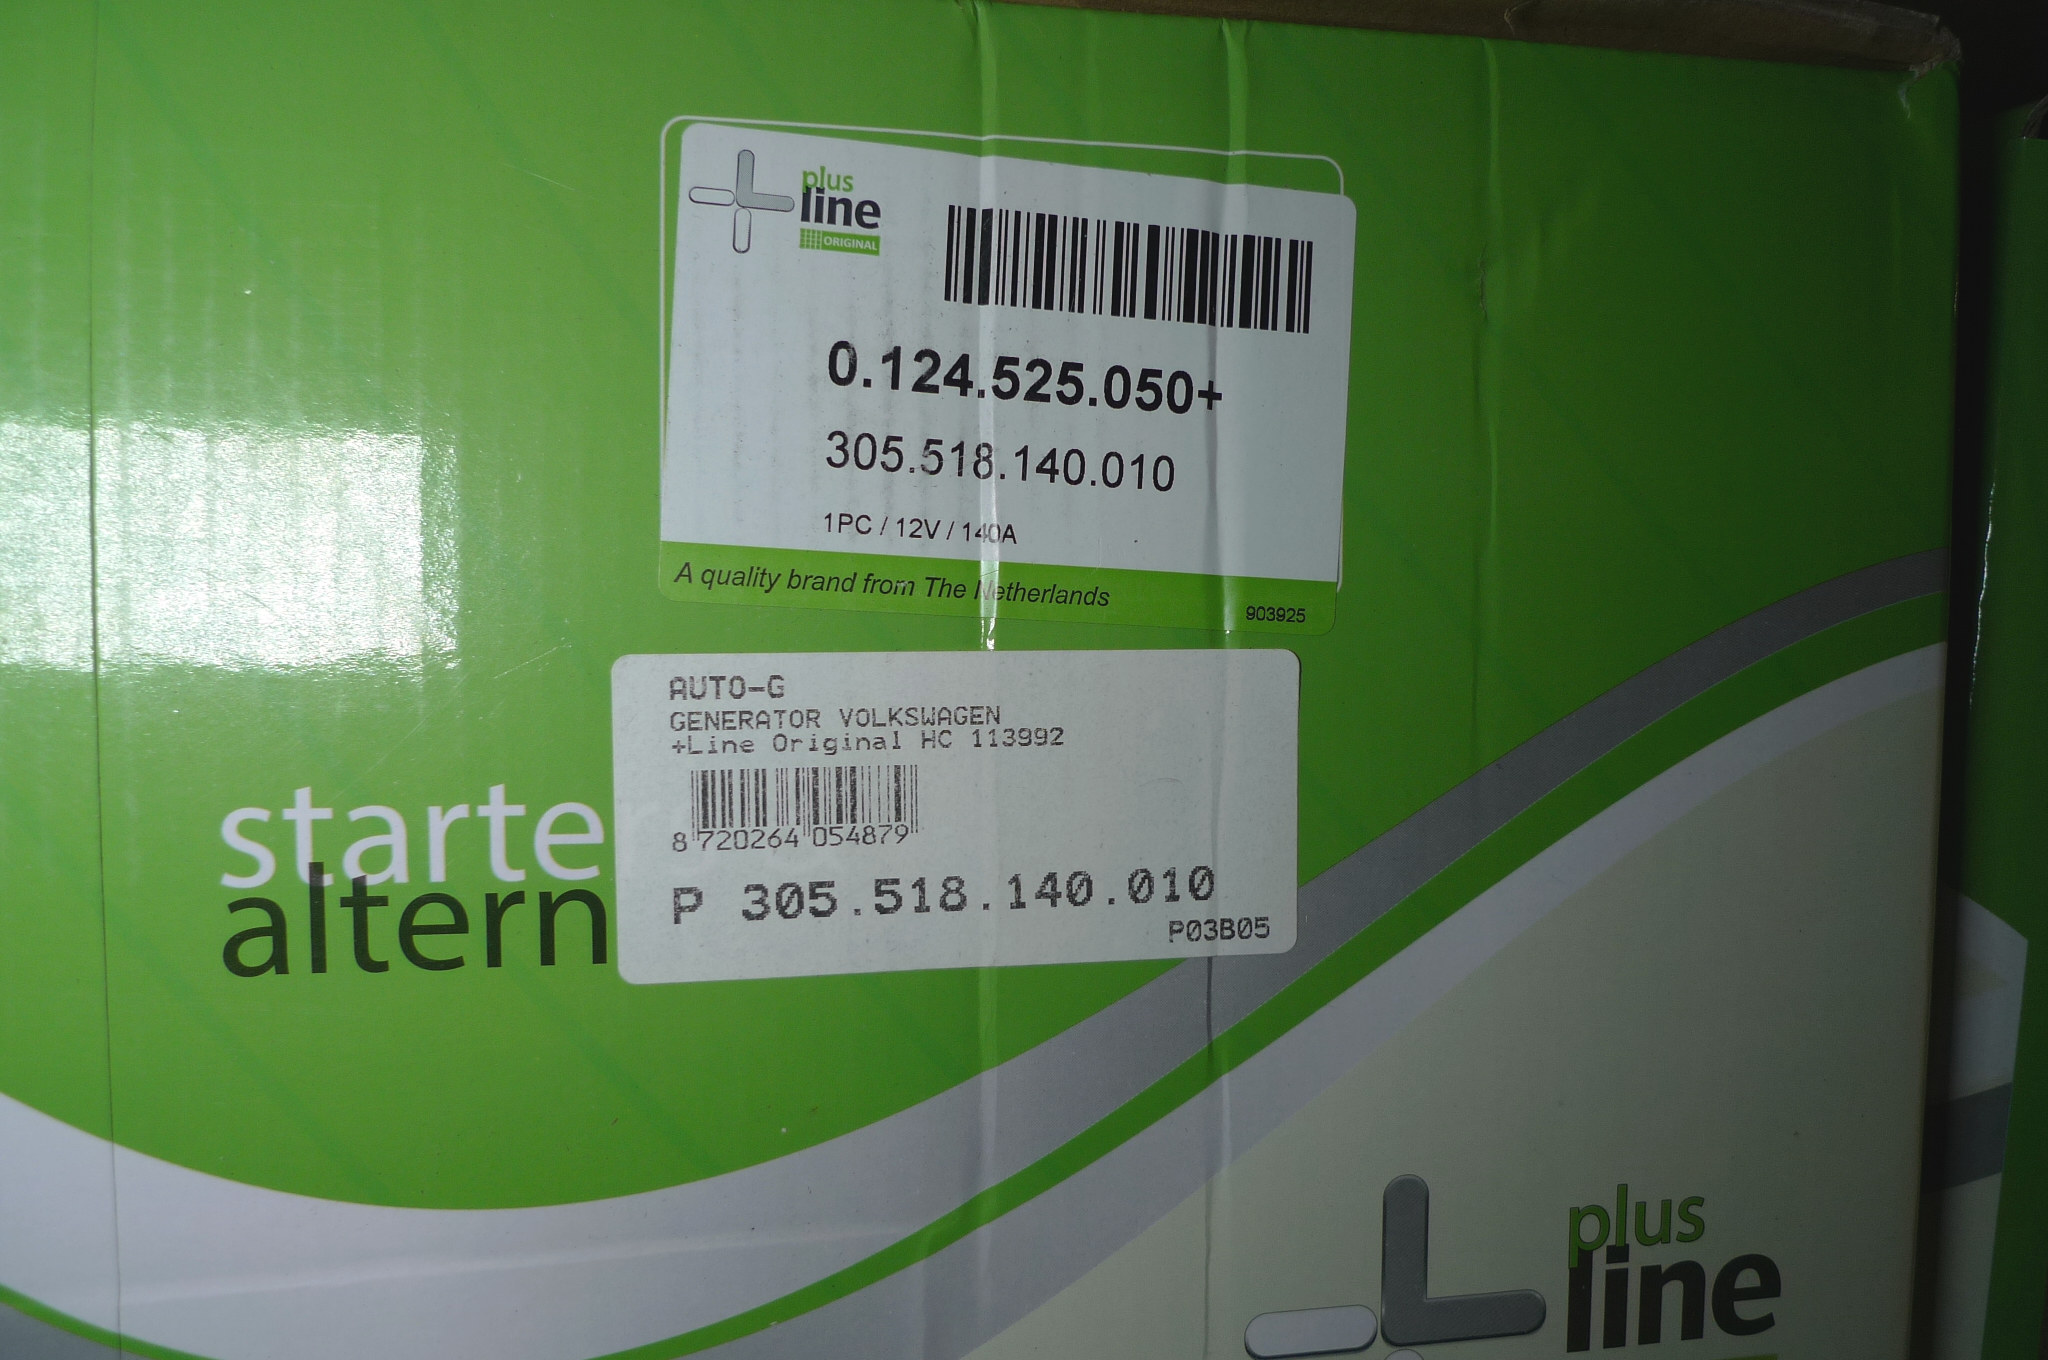 plus
line
ORIGINAL
0.124.525.050+
305.518.140.010
1PC / 12V / 140A
A quality brand from The Netherlands
903925
AUTO-G
GENERATOR VOLKSWAGEN
+Line Original HC 113992
8 720264 054879
P 305.518.140.010
P03B05
starte
altern
plus
line